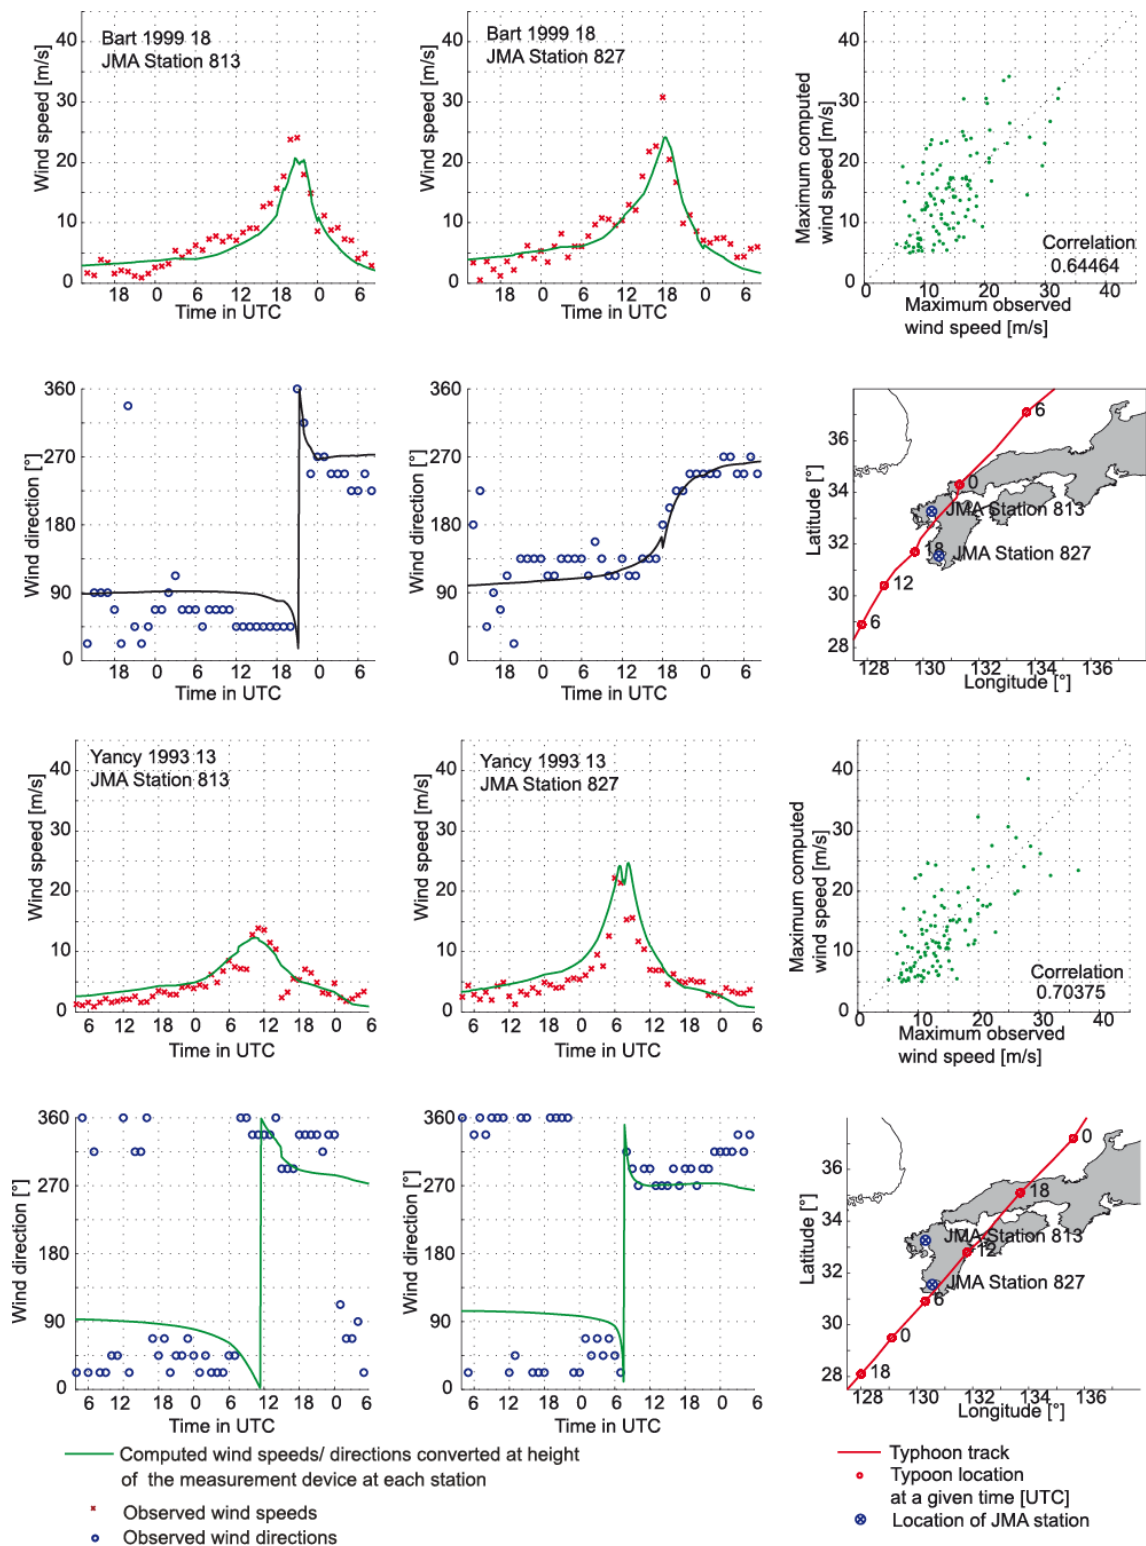 Bart 1999 18
JMA Station 813
Wind speed [m/s]
40
30
20
10
0
18 0 6 12 18 0 6
Time in UTC
Bart 1999 18
JMA Station 827
Wind speed [m/s]
40
30
20
10
0
18 0 6 12 18 0 6
Time in UTC
Maximum computed
wind speed [m/s]
40
30
20
10
0
Correlation
0.64464
0 10 20 30 40
Maximum observed
wind speed [m/s]
Wind direction [°]
360
270
180
90
0
18 0 6 12 18 0 6
Time in UTC
Wind direction [°]
360
270
180
90
0
18 0 6 12 18 0 6
Time in UTC
Latitude [°]
36
34
32
30
28
6
0
JMA Station 813
18
JMA Station 827
12
6
128 130 132 134 136
Longitude [°]
Yancy 1993 13
JMA Station 813
Wind speed [m/s]
40
30
20
10
0
6 12 18 0 6 12 18 0 6
Time in UTC
Yancy 1993 13
JMA Station 827
Wind speed [m/s]
40
30
20
10
0
6 12 18 0 6 12 18 0 6
Time in UTC
Maximum computed
wind speed [m/s]
40
30
20
10
0
Correlation
0.70375
0 10 20 30 40
Maximum observed
wind speed [m/s]
Wind direction [°]
360
270
180
90
0
6 12 18 0 6 12 18 0 6
Time in UTC
Wind direction [°]
360
270
180
90
0
6 12 18 0 6 12 18 0 6
Time in UTC
Latitude [°]
36
34
32
30
28
0
18
JMA Station 813
12
JMA Station 827
6
0
18
128 130 132 134 136
Longitude [°]
Computed wind speeds/ directions converted at height
of the measurement device at each station
Observed wind speeds
Observed wind directions
Typhoon track
Typoon location
at a given time [UTC]
Location of JMA station